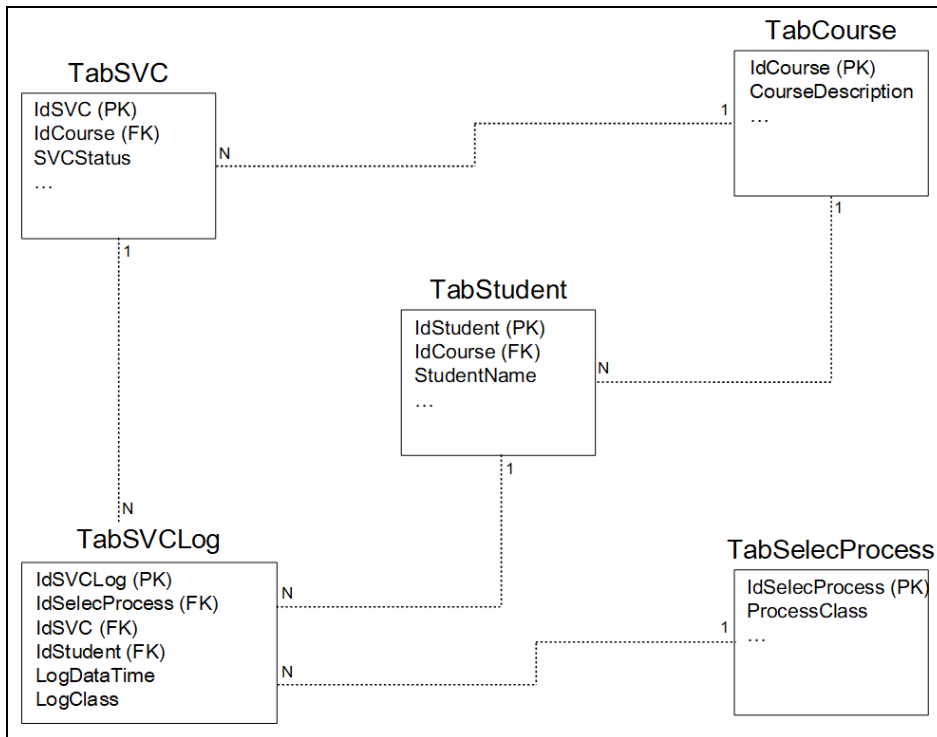 TabCourse
IdCourse (PK)
CourseDescription
...
1
1
TabSVC
IdSVC (PK)
IdCourse (FK)
SVCStatus
...
N
1
TabStudent
IdStudent (PK)
IdCourse (FK)
StudentName
...
N
1
N
TabSVCLog
IdSVCLog (PK)
IdSelecProcess (FK)
IdSVC (FK)
IdStudent (FK)
LogDataTime
LogClass
N
N
TabSelecProcess
IdSelecProcess (PK)
ProcessClass
...
1